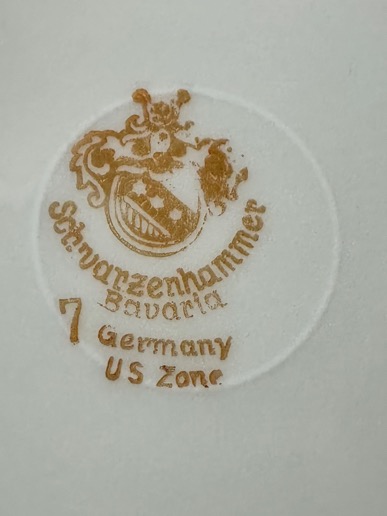 Schwarzenhammer
Bavaria
7 Germany
US Zone